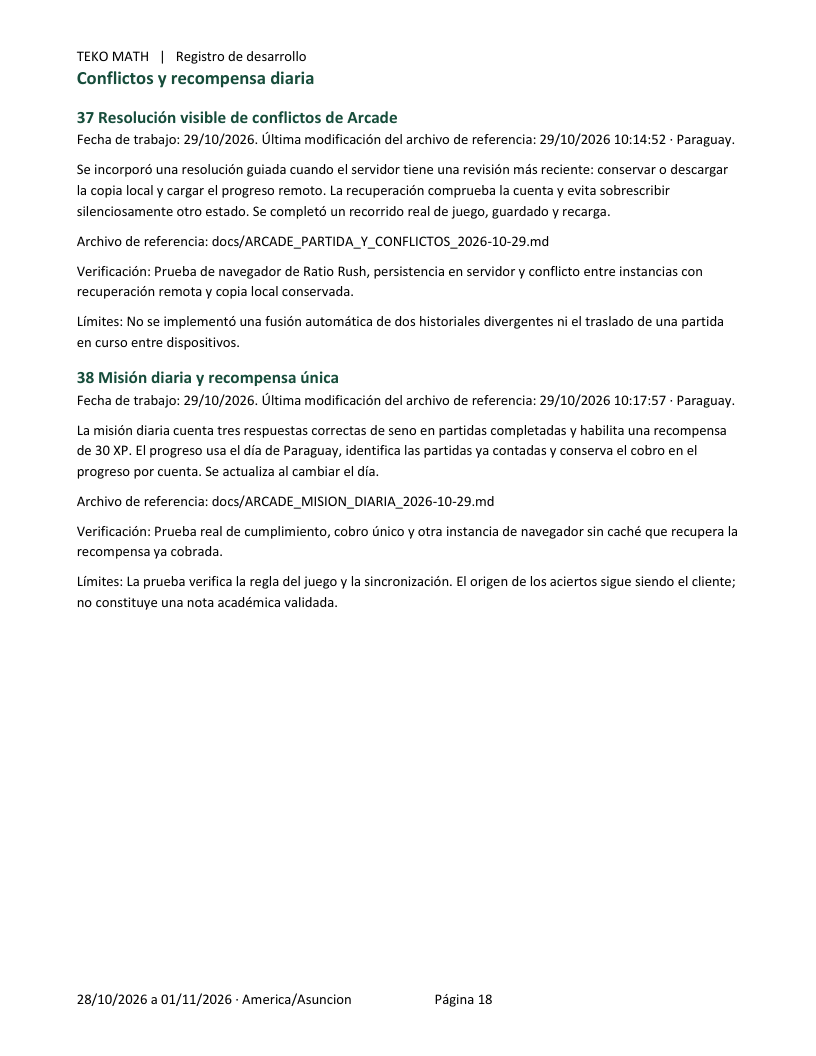 TEKO MATH | Registro de desarrollo
Conflictos y recompensa diaria
37 Resolución visible de conflictos de Arcade
Fecha de trabajo: 29/10/2026. Última modificación del archivo de referencia: 29/10/2026 10:14:52 · Paraguay.
Se incorporó una resolución guiada cuando el servidor tiene una revisión más reciente: conservar o descargar
la copia local y cargar el progreso remoto. La recuperación comprueba la cuenta y evita sobrescribir
silenciosamente otro estado. Se completó un recorrido real de juego, guardado y recarga.
Archivo de referencia: docs/ARCADE_PARTIDA_Y_CONFLICTOS_2026-10-29.md
Verificación: Prueba de navegador de Ratio Rush, persistencia en servidor y conflicto entre instancias con
recuperación remota y copia local conservada.
Límites: No se implementó una fusión automática de dos historiales divergentes ni el traslado de una partida
en curso entre dispositivos.
38 Misión diaria y recompensa única
Fecha de trabajo: 29/10/2026. Última modificación del archivo de referencia: 29/10/2026 10:17:57 · Paraguay.
La misión diaria cuenta tres respuestas correctas de seno en partidas completadas y habilita una recompensa
de 30 XP. El progreso usa el día de Paraguay, identifica las partidas ya contadas y conserva el cobro en el
progreso por cuenta. Se actualiza al cambiar el día.
Archivo de referencia: docs/ARCADE_MISION_DIARIA_2026-10-29.md
Verificación: Prueba real de cumplimiento, cobro único y otra instancia de navegador sin caché que recupera la
recompensa ya cobrada.
Límites: La prueba verifica la regla del juego y la sincronización. El origen de los aciertos sigue siendo el cliente;
no constituye una nota académica validada.
28/10/2026 a 01/11/2026 · America/Asuncion Página 18